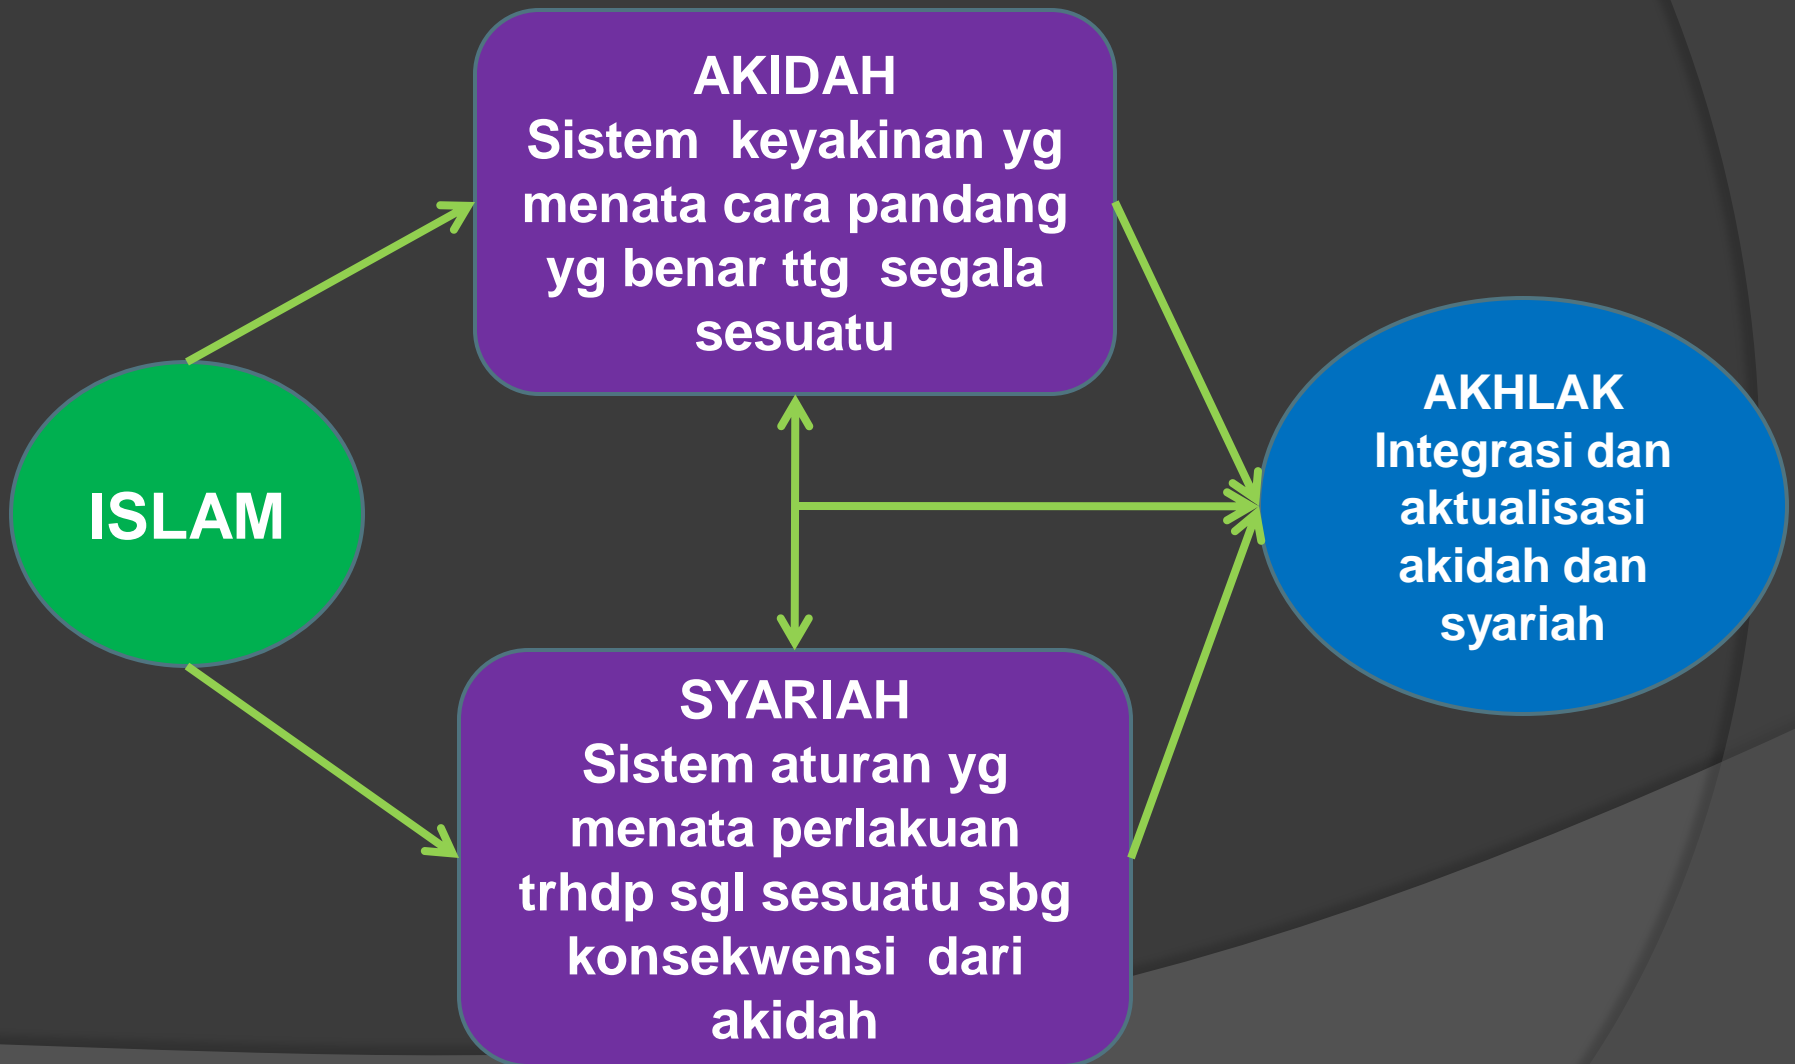 AKIDAH
Sistem keyakinan yg
menata cara pandang
yg benar ttg segala
sesuatu
ISLAM
AKHLAK
Integrasi dan
aktualisasi
akidah dan
syariah
SYARIAH
Sistem aturan yg
menata perlakuan
trhdp sgl sesuatu sbg
konsekwensi dari
akidah